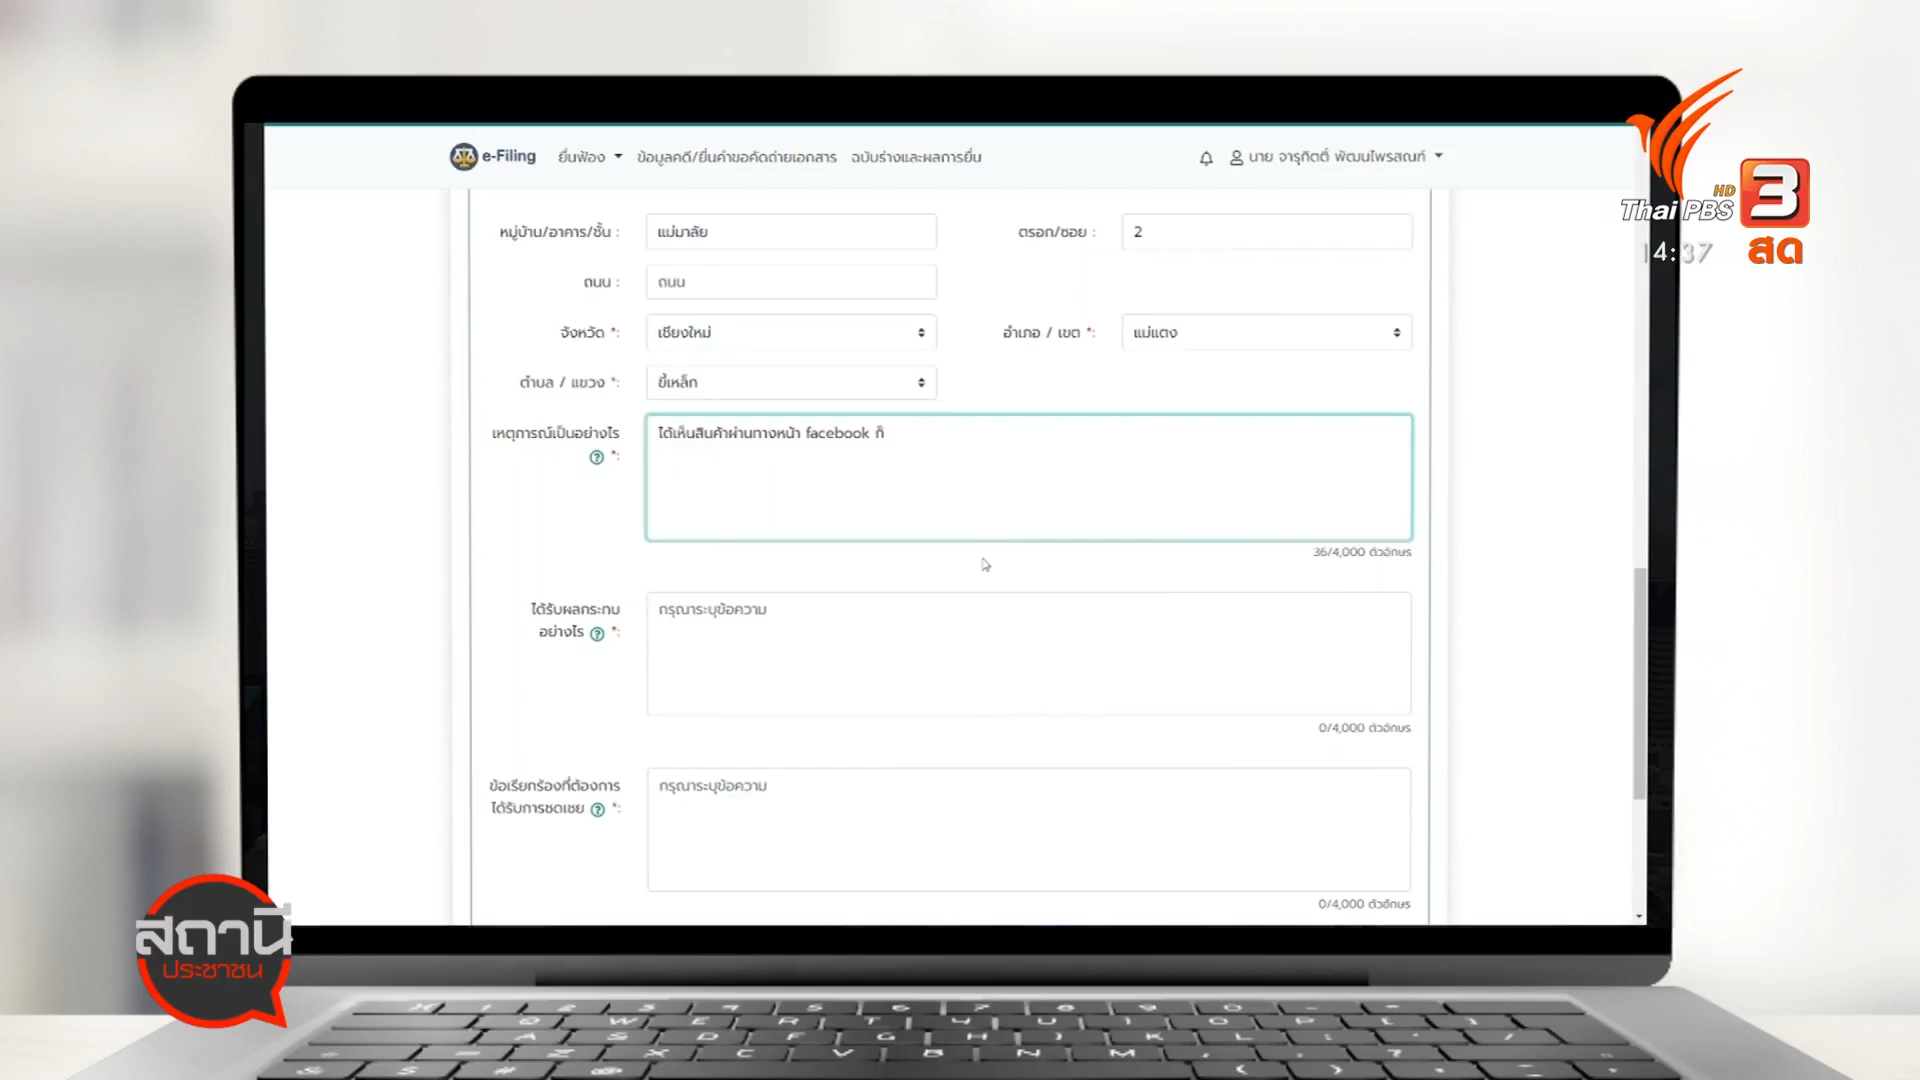 e-Filing ยื่นฟ้อง ข้อมูลคดี/ยื่นคำขอคัดถ่ายเอกสาร ฉบับร่างและผลการยื่น นาย จารุกิตติ์ พัฒนไพรสณฑ์
HD
Thai PBS 3
14:37 สด
หมู่บ้าน/อาคาร/ชั้น : แม่มาลัย ตรอก/ซอย : 2
ถนน : ถนน
จังหวัด *: เชียงใหม่ อำเภอ / เขต *: แม่แตง
ตำบล / แขวง *: ขี้เหล็ก
เหตุการณ์เป็นอย่างไร ได้เห็นสินค้าผ่านทางหน้า facebook ก็
? *:
36/4,000 ตัวอักษร
ได้รับผลกระทบ กรุณาระบุข้อความ
อย่างไร ? *:
0/4,000 ตัวอักษร
ข้อเรียกร้องที่ต้องการ กรุณาระบุข้อความ
ได้รับการชดเชย ? *:
0/4,000 ตัวอักษร
สถานี
ประชาชน